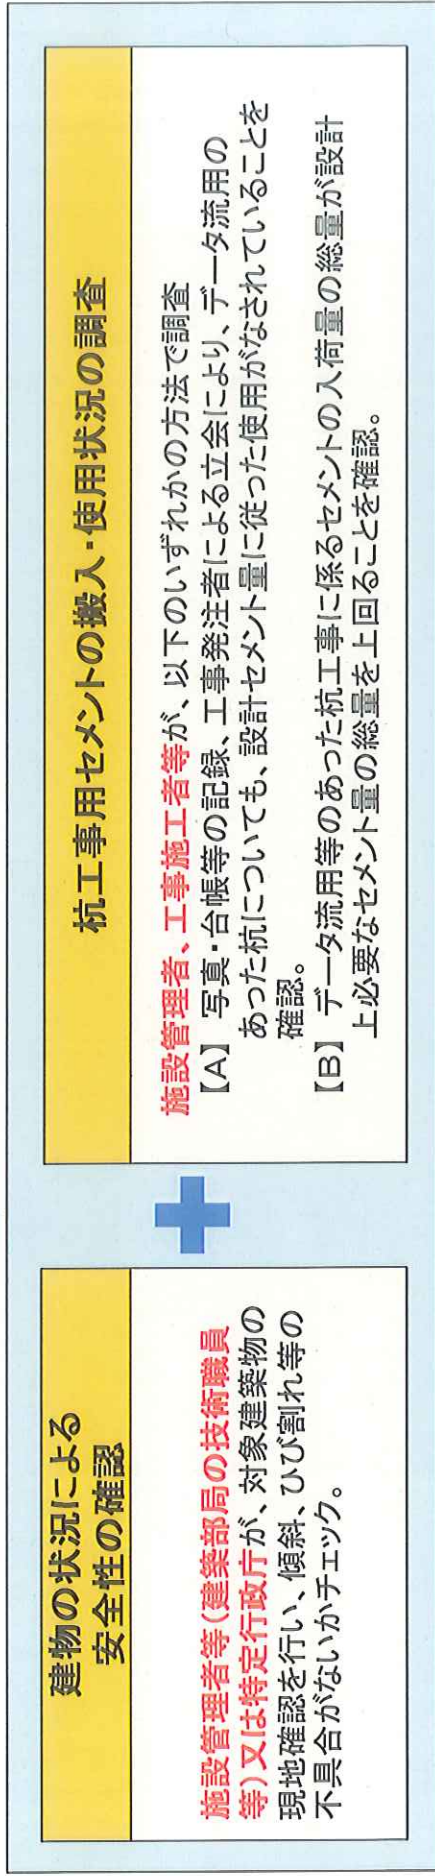 建物の状況による
安全性の確認
施設管理者等(建築部局の技術職員
等)又は特定行政庁が、対象建築物の
現地確認を行い、傾斜、ひび割れ等の
不具合がないかチェック。
杭工事用セメントの搬入・使用状況の調査
施設管理者、工事施工者等が、以下のいずれかの方法で調査
【A】 写真・台帳等の記録、工事発注者による立会により、データ流用の
あった杭についても、設計セメント量に従った使用がなされていることを
確認。
【B】 データ流用等のあった杭工事に係るセメントの入荷量の総量が設計
上必要なセメント量の総量を上回ることを確認。